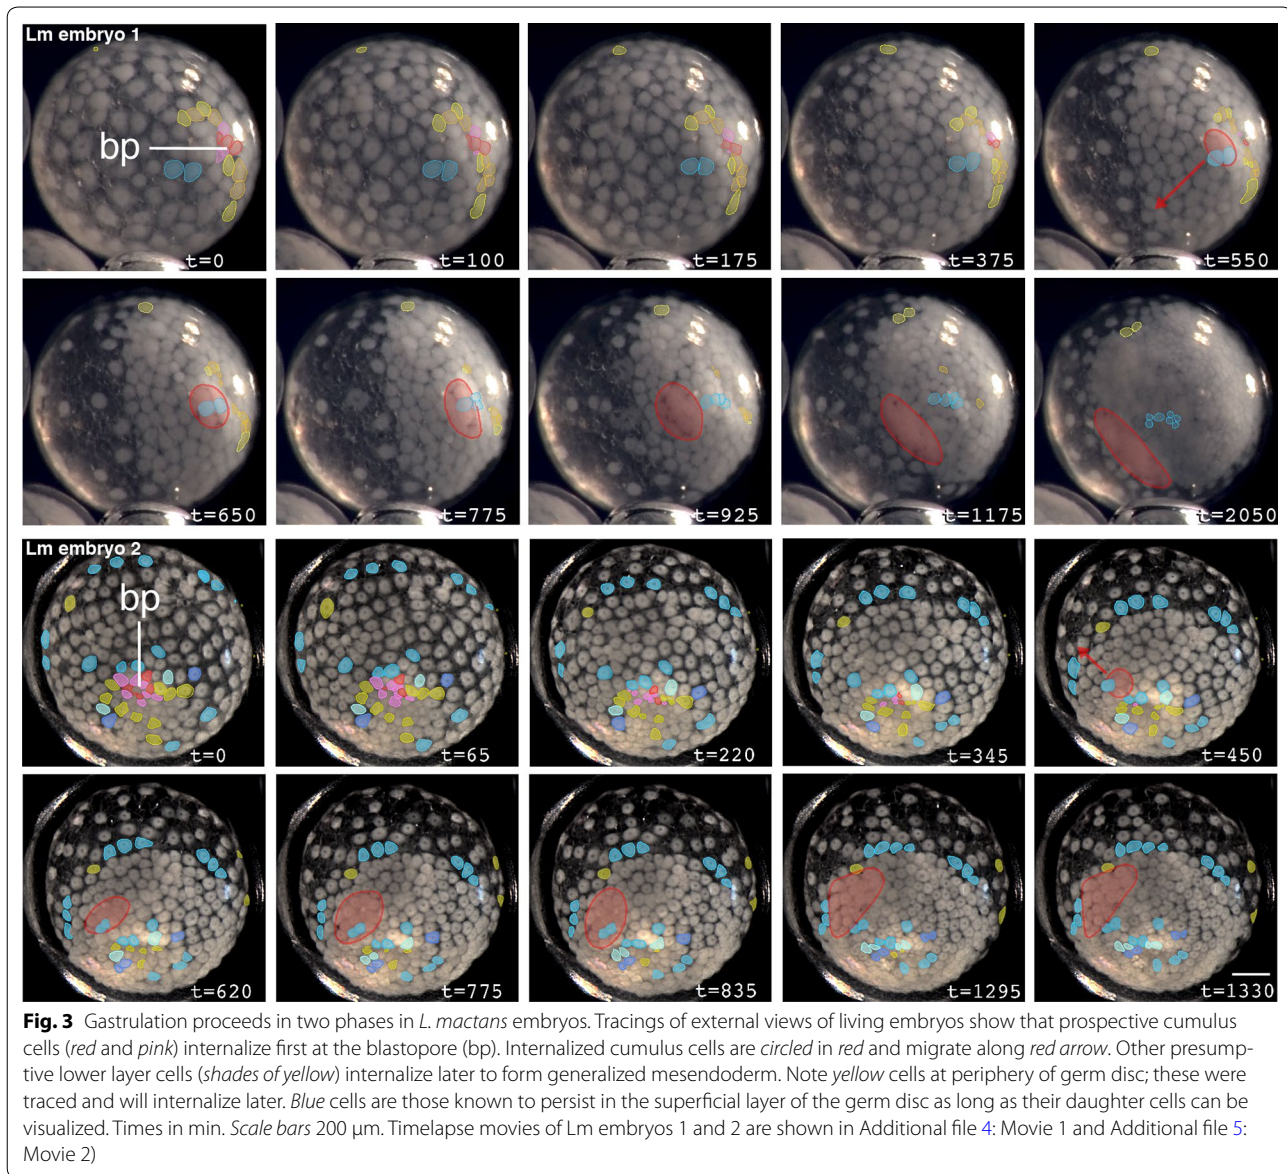 Lm embryo 1
bp
t=0
t=100
t=175
t=375
t=550
t=650
t=775
t=925
t=1175
t=2050
Lm embryo 2
bp
t=0
t=65
t=220
t=345
t=450
t=620
t=775
t=835
t=1295
t=1330
Fig. 3 Gastrulation proceeds in two phases in L. mactans embryos. Tracings of external views of living embryos show that prospective cumulus
cells (red and pink) internalize first at the blastopore (bp). Internalized cumulus cells are circled in red and migrate along red arrow. Other presump-
tive lower layer cells (shades of yellow) internalize later to form generalized mesendoderm. Note yellow cells at periphery of germ disc; these were
traced and will internalize later. Blue cells are those known to persist in the superficial layer of the germ disc as long as their daughter cells can be
visualized. Times in min. Scale bars 200 µm. Timelapse movies of Lm embryos 1 and 2 are shown in Additional file 4: Movie 1 and Additional file 5:
Movie 2)